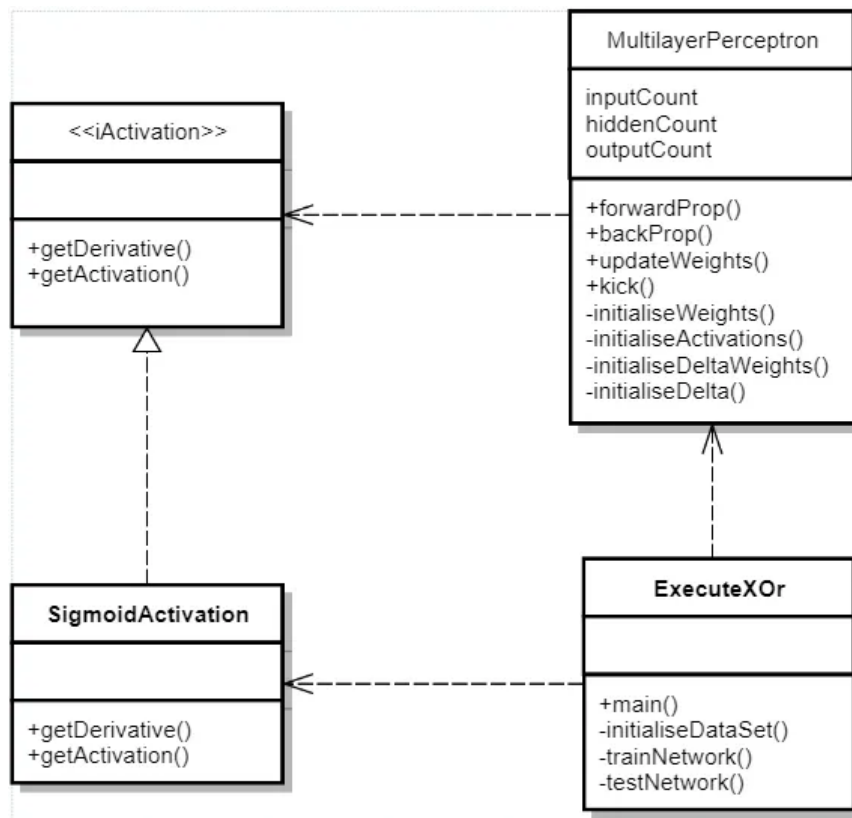 MultilayerPerceptron
inputCount
hiddenCount
outputCount
+forwardProp()
+backProp()
+updateWeights()
+kick()
-initialiseWeights()
-initialiseActivations()
-initialiseDeltaWeights()
-initialiseDelta()
<<iActivation>>
+getDerivative()
+getActivation()
SigmoidActivation
+getDerivative()
+getActivation()
ExecuteXOr
+main()
-initialiseDataSet()
-trainNetwork()
-testNetwork()